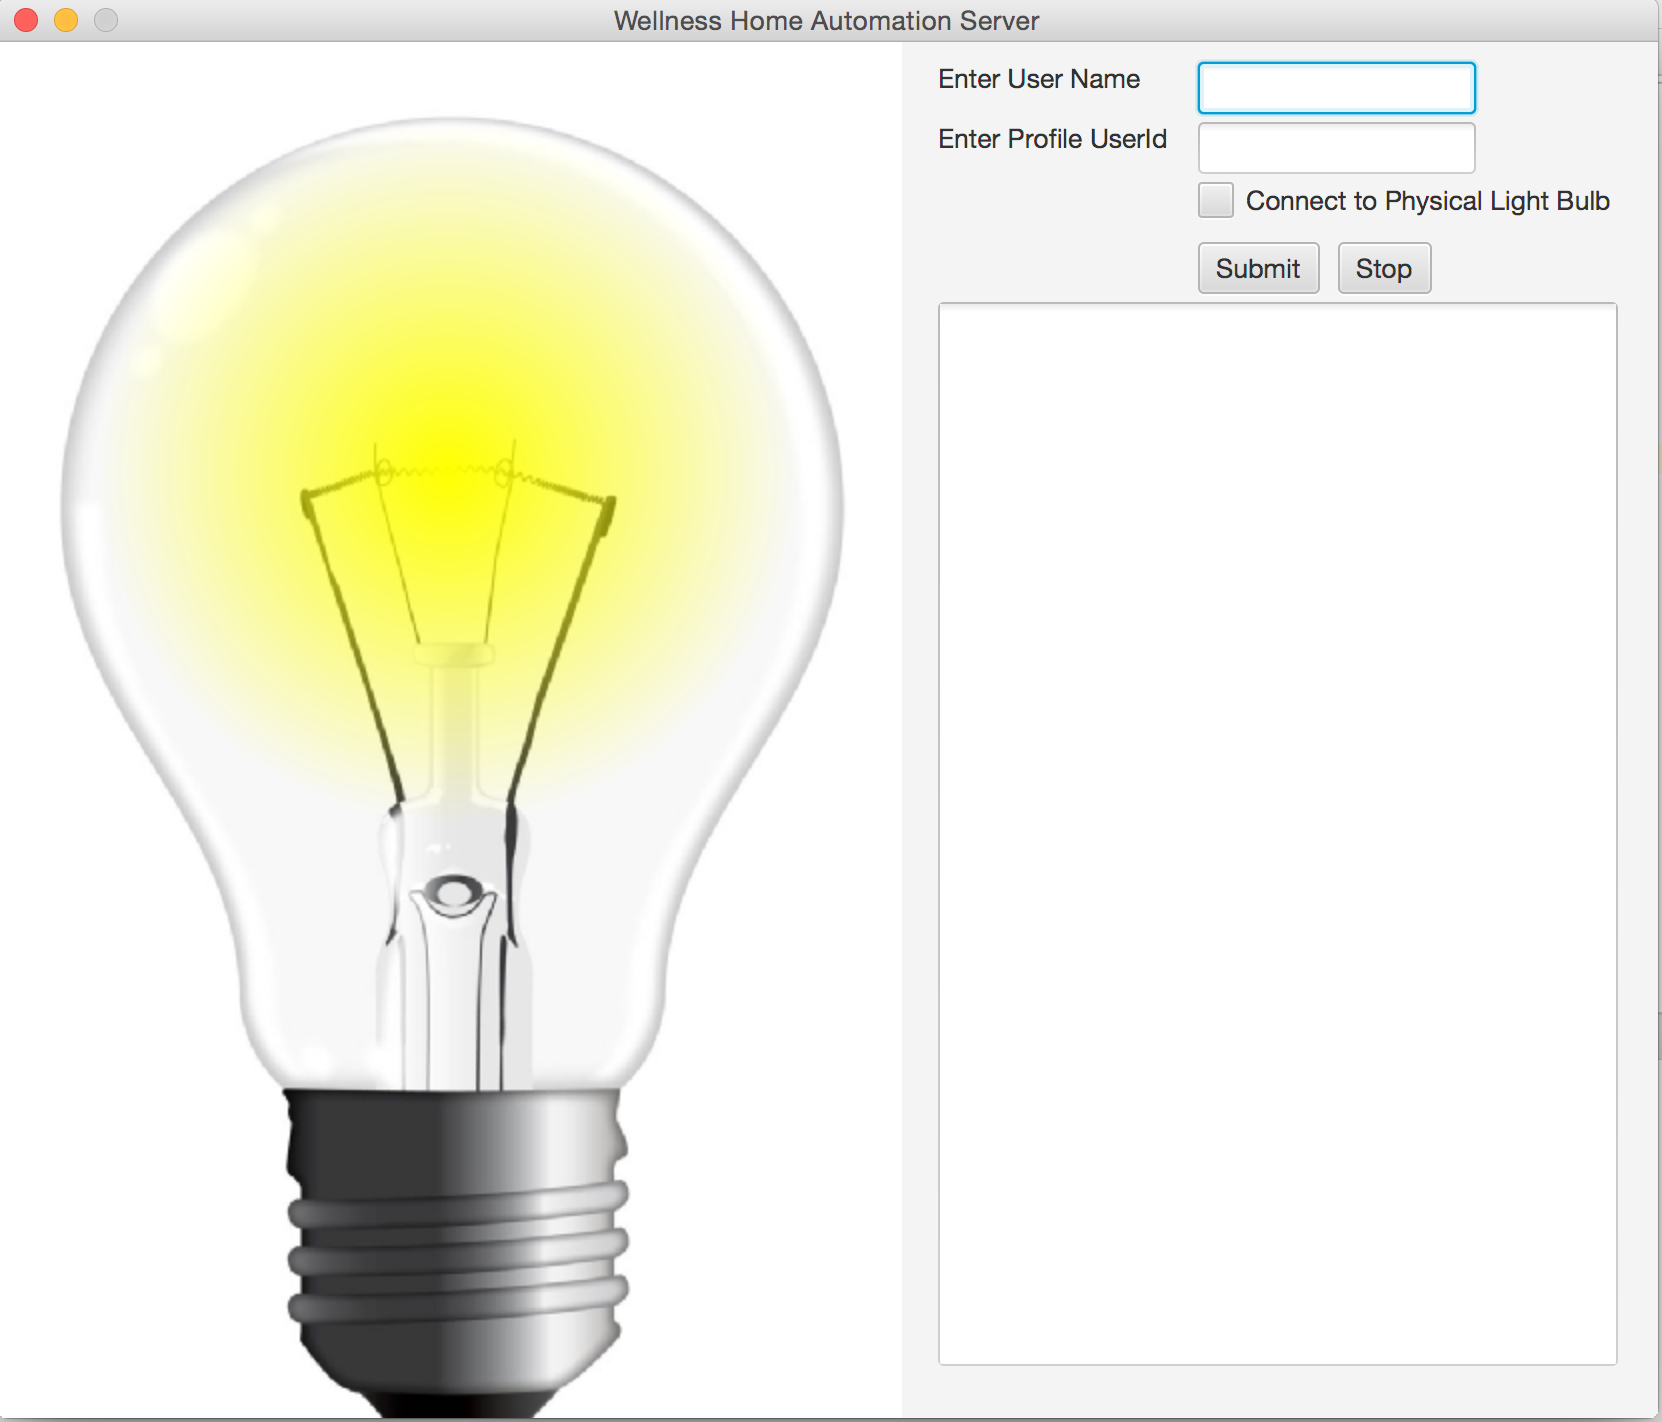 Wellness Home Automation Server
Enter User Name
Enter Profile UserId
Connect to Physical Light Bulb
Submit Stop